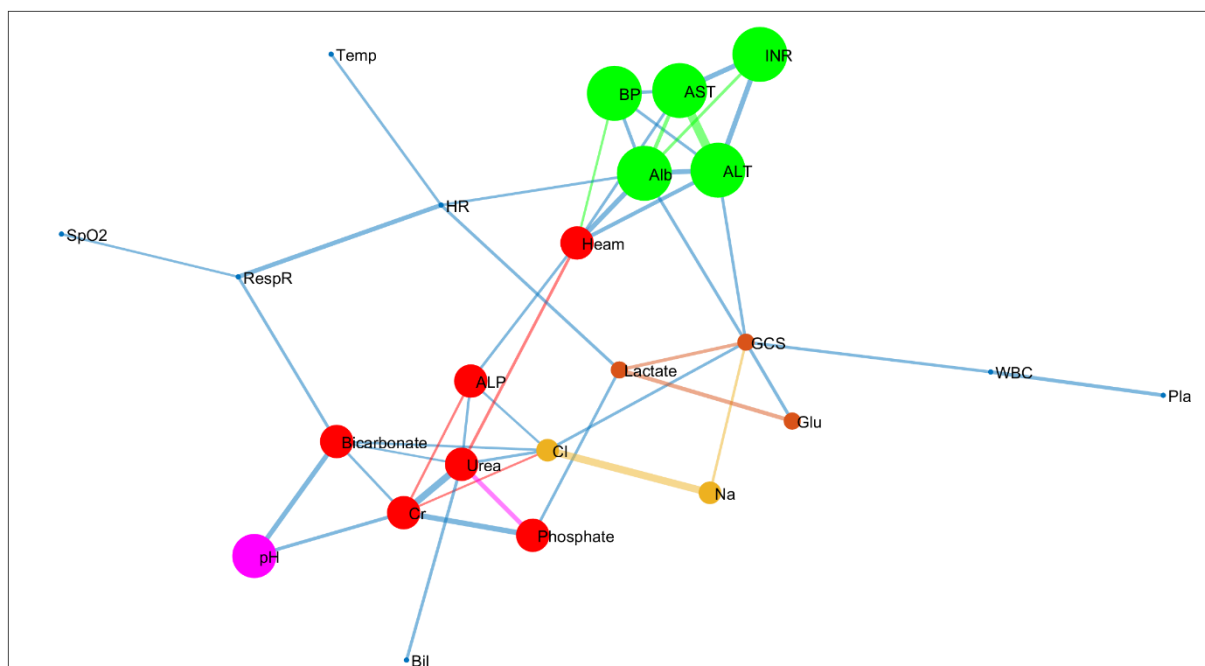 Temp
INR
BP
AST
Alb
ALT
HR
SpO2
Heam
RespR
GCS
Lactate
WBC
ALP
Pla
Glu
Bicarbonate
Cl
Urea
Na
Cr
Phosphate
pH
Bil